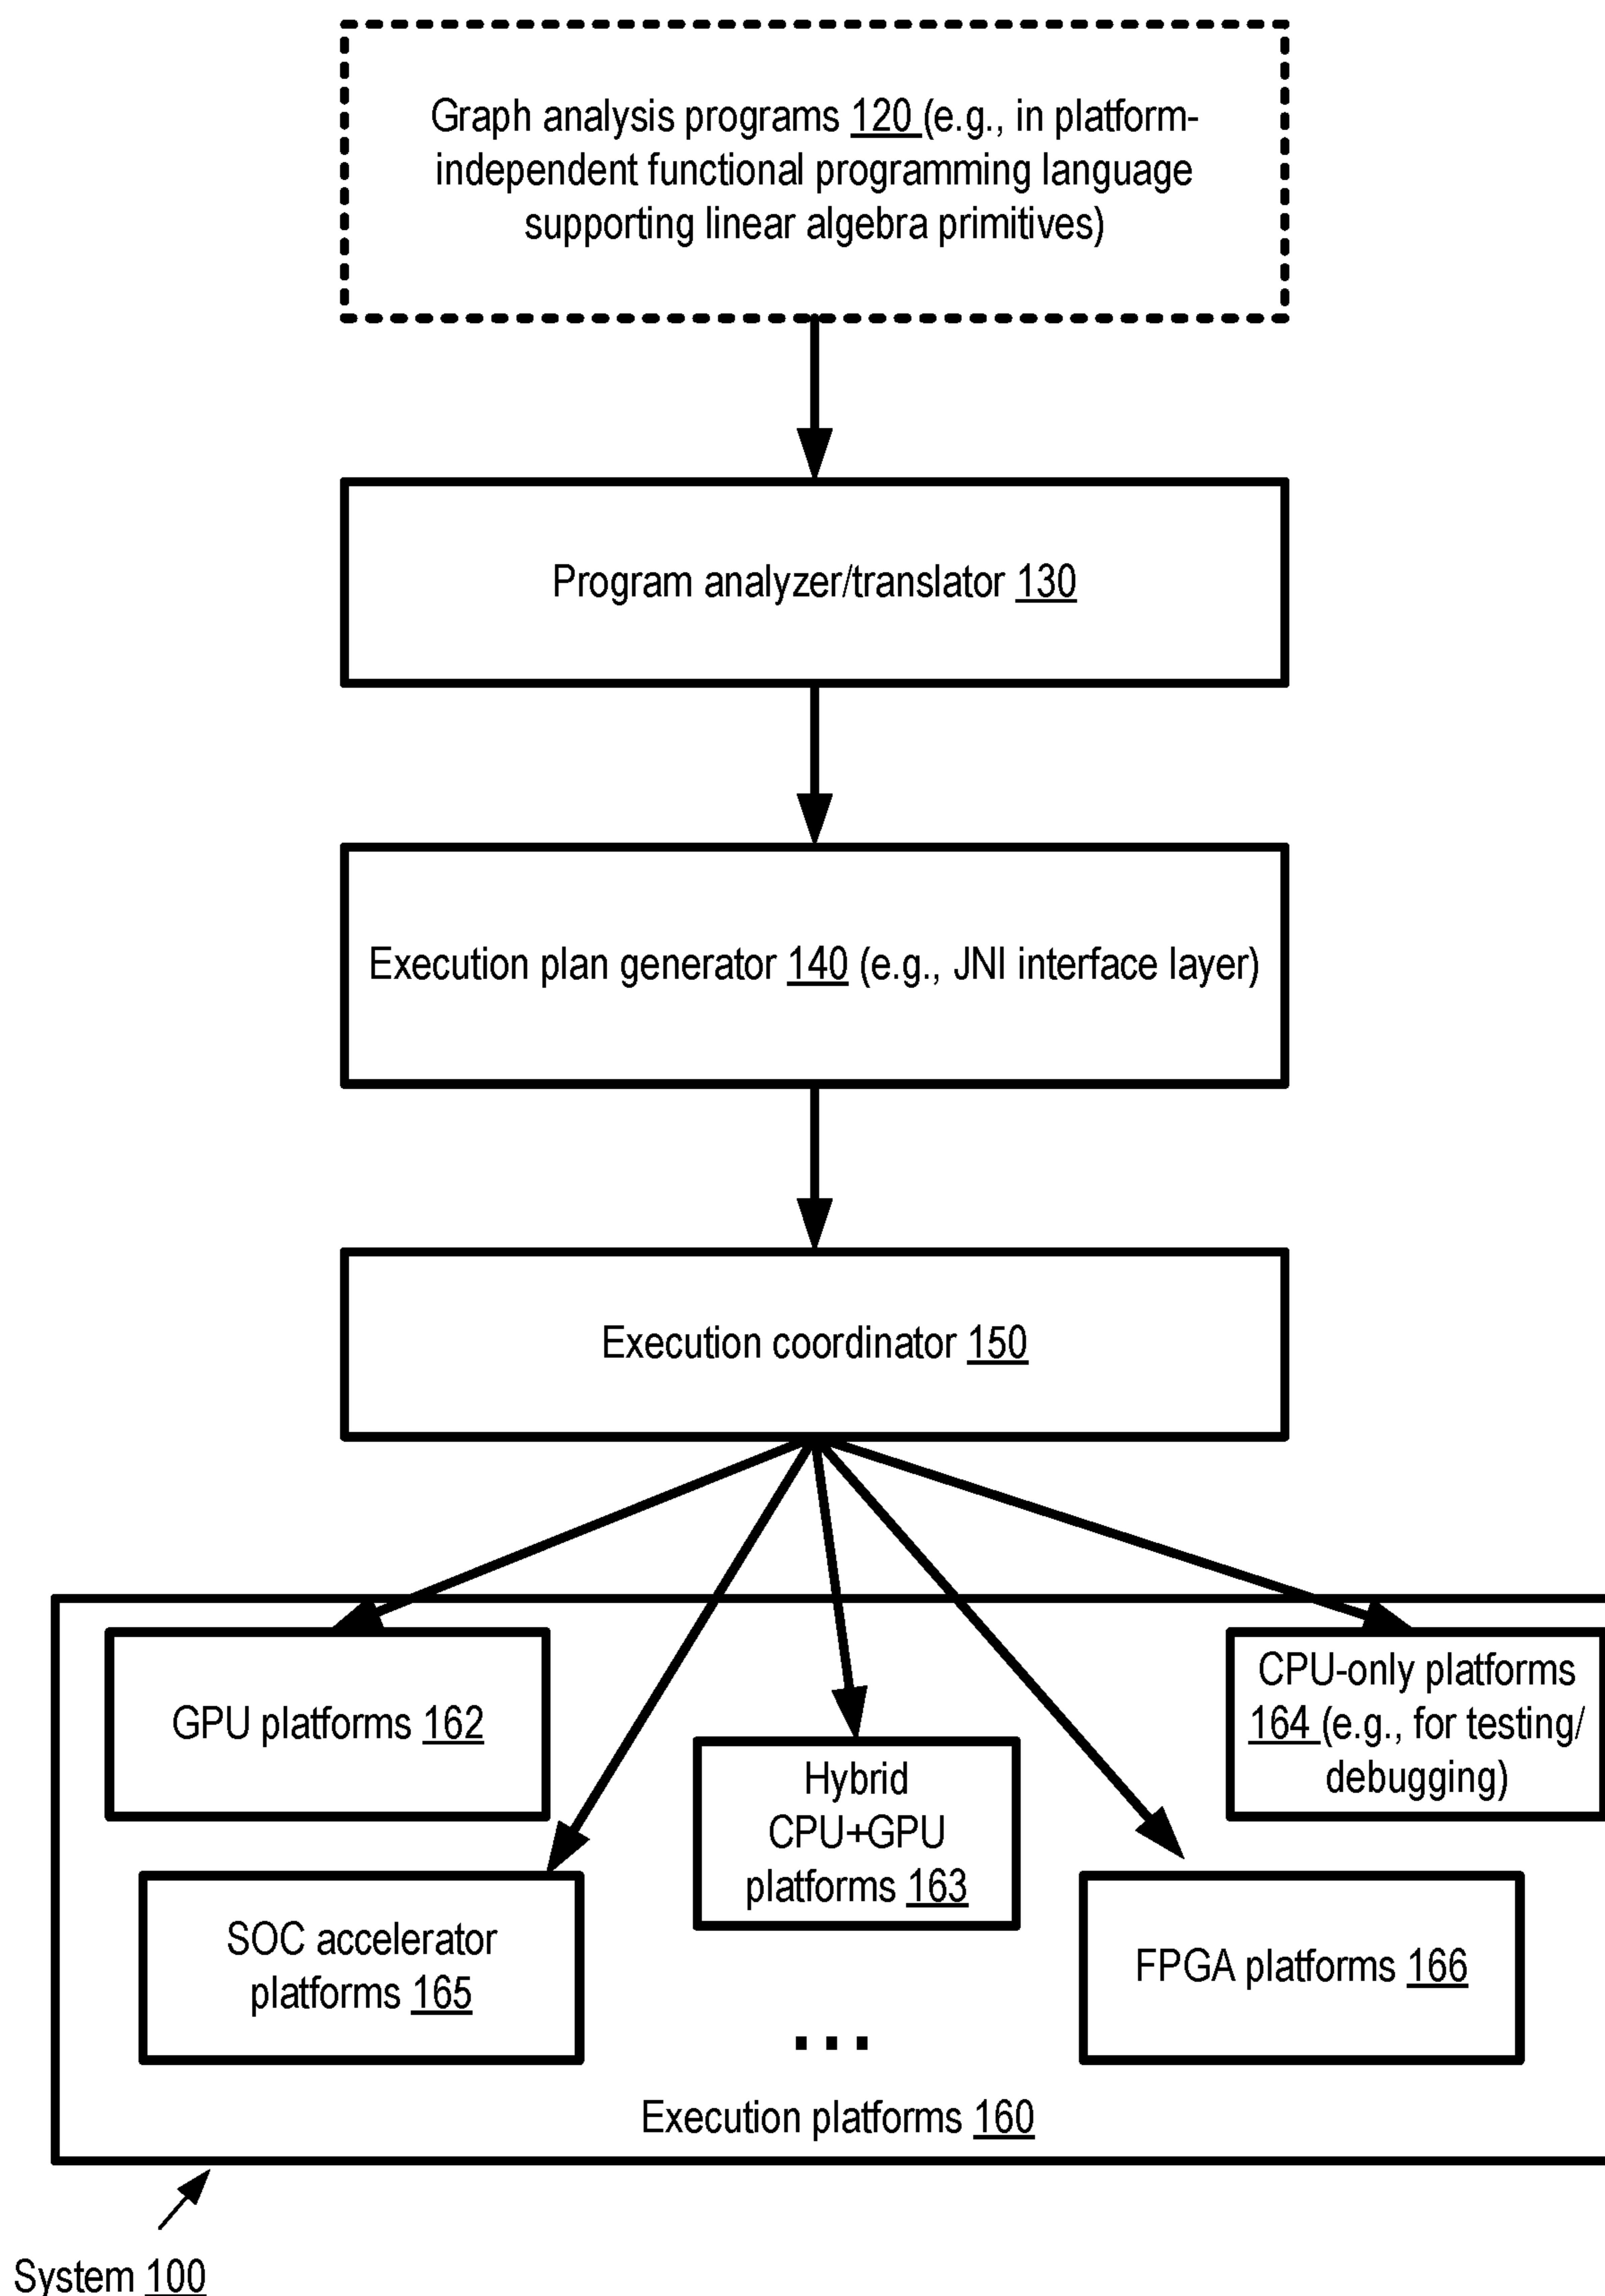 Graph analysis programs 120 (e.g., in platform-
independent functional programming language
supporting linear algebra primitives)
Program analyzer/translator 130
Execution plan generator 140 (e.g., JNI interface layer)
Execution coordinator 150
GPU platforms 162
CPU-only platforms
164 (e.g., for testing/
debugging)
Hybrid
CPU+GPU
platforms 163
SOC accelerator
platforms 165
FPGA platforms 166
...
Execution platforms 160
System 100